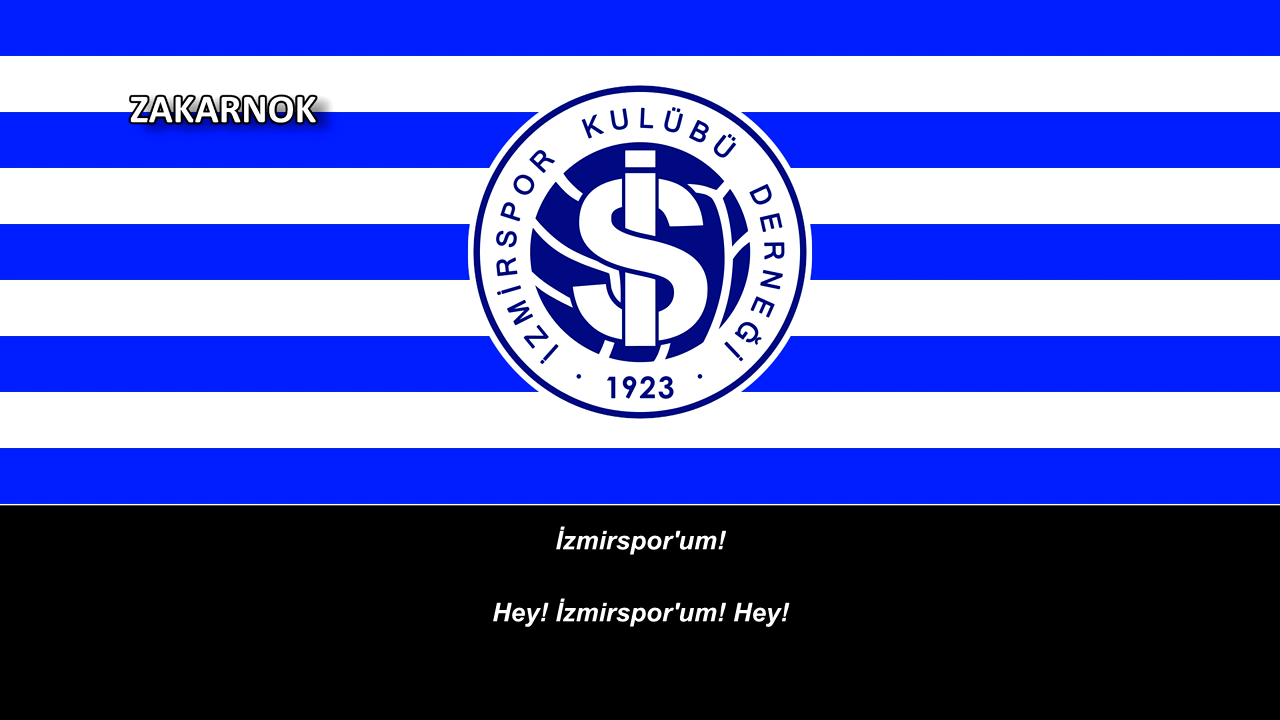 ZAKARNOK
İZMİRSPOR KULÜBÜ DERNEĞİ
İS
· 1923 ·
İzmirspor'um!
Hey! İzmirspor'um! Hey!